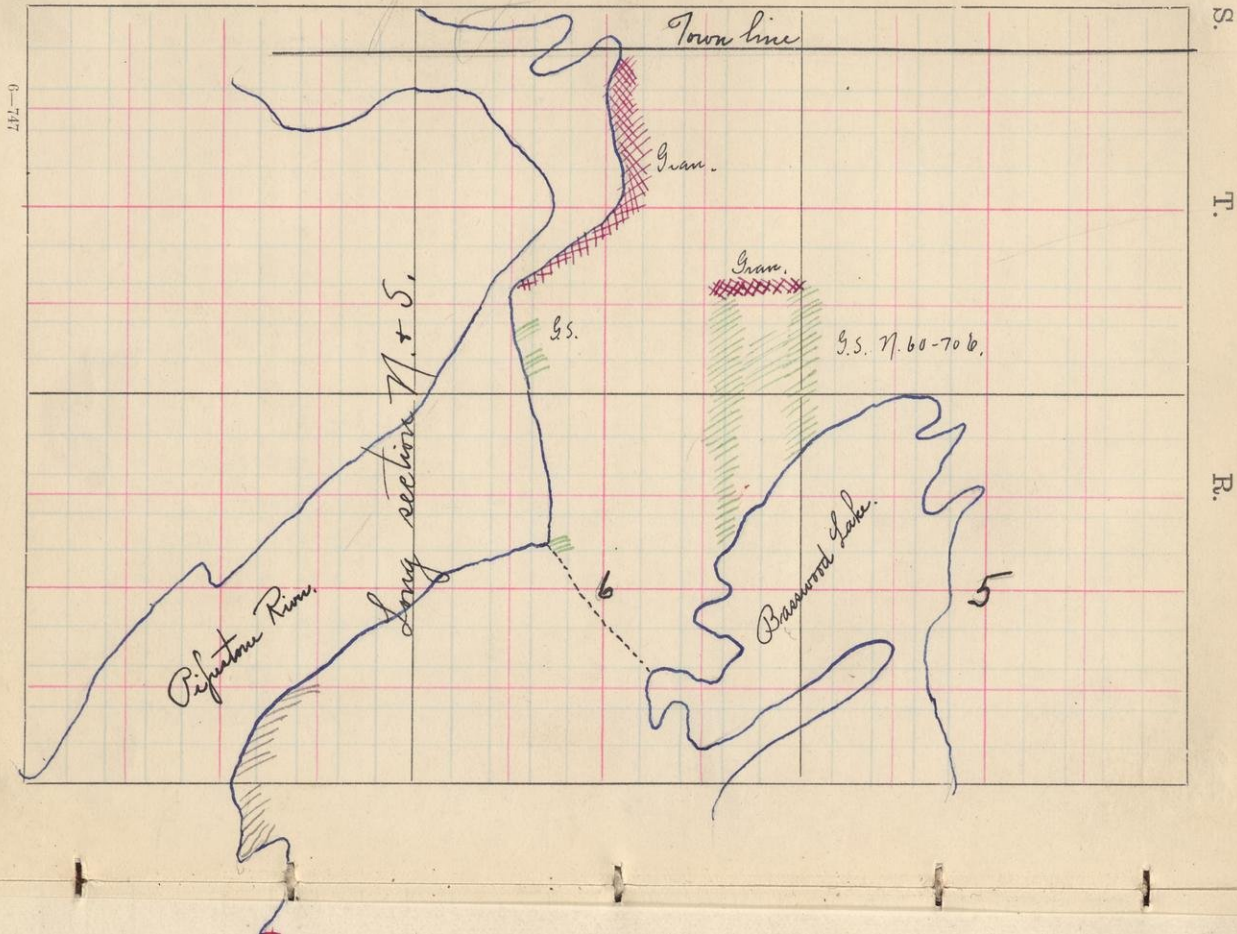 S.
Town line
6—747
Gran.
T.
Gran.
G.S.
G.S. N. 60-70 E.
Long section N. + S.
R.
Basswood Lake.
6
5
Pipestone River.